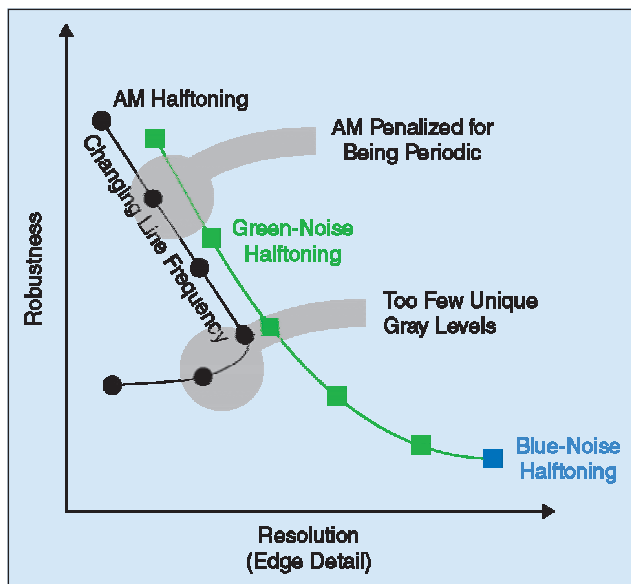 AM Halftoning
AM Penalized for
Being Periodic
Changing Line Frequency
Green-Noise
Halftoning
Robustness
Too Few Unique
Gray Levels
Blue-Noise
Halftoning
Resolution
(Edge Detail)